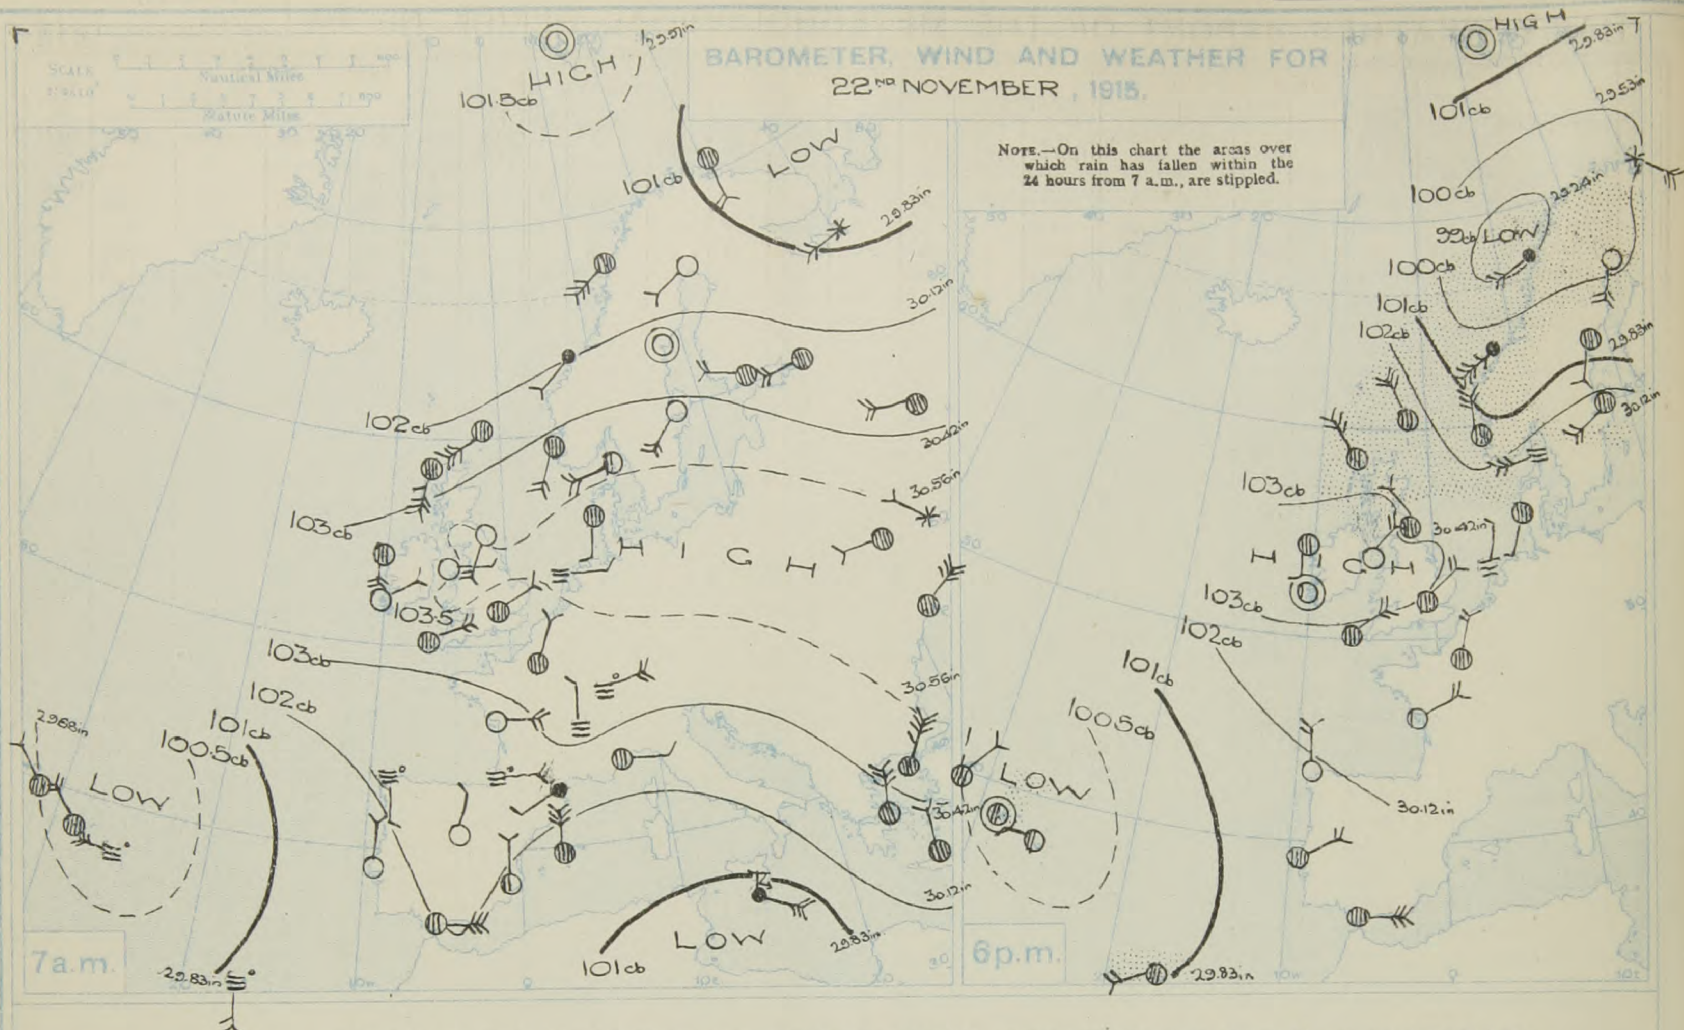 BAROMETER, WIND AND WEATHER FOR
22ND NOVEMBER, 1915.
NOTE.—On this chart the areas over
which rain has fallen within the
24 hours from 7 a.m., are stippled.
SCALE
Nautical Miles
Statute Miles
HIGH
29.97in
101.5cb
LOW
101cb
29.83in
30.12in
102cb
30.42in
103cb
30.56in
HIGH
103.5
103cb
30.56in
102cb
101cb
100.5cb
29.68in
LOW
30.42in
30.12in
LOW
29.83in
101cb
29.83in
7a.m.
HIGH
29.83in
101cb
29.53in
100cb
29.24in
99cb LOW
100cb
101cb
102cb
29.83in
30.12in
103cb
30.42in
HIGH
103cb
102cb
101cb
100.5cb
LOW
30.12in
29.83in
6p.m.